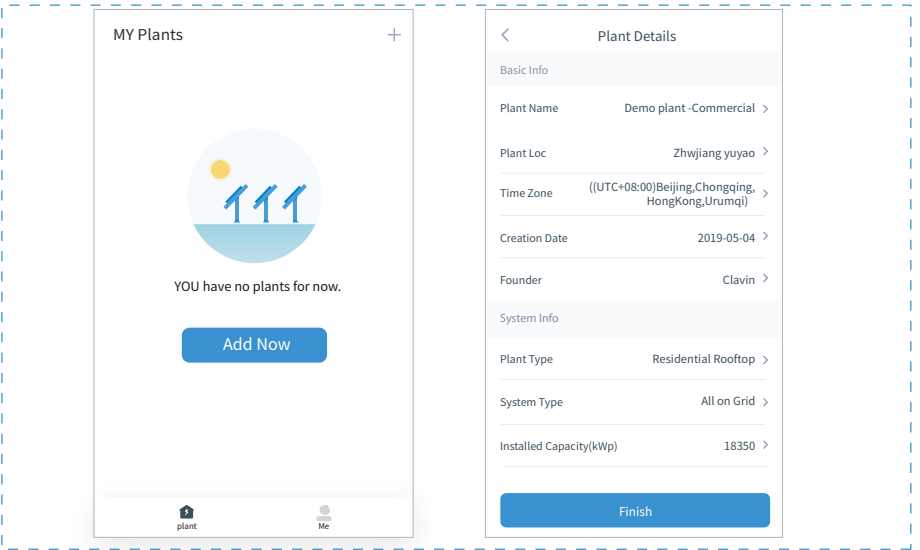 MY Plants
YOU have no plants for now.
Add Now
plant
Me
Plant Details
Basic Info
Plant Name
Demo plant -Commercial
Plant Loc
Zhwjiang yuyao
Time Zone
((UTC+08:00)Beijing,Chongqing,
HongKong,Urumqi)
Creation Date
2019-05-04
Founder
Clavin
System Info
Plant Type
Residential Rooftop
System Type
All on Grid
Installed Capacity(kWp)
18350
Finish